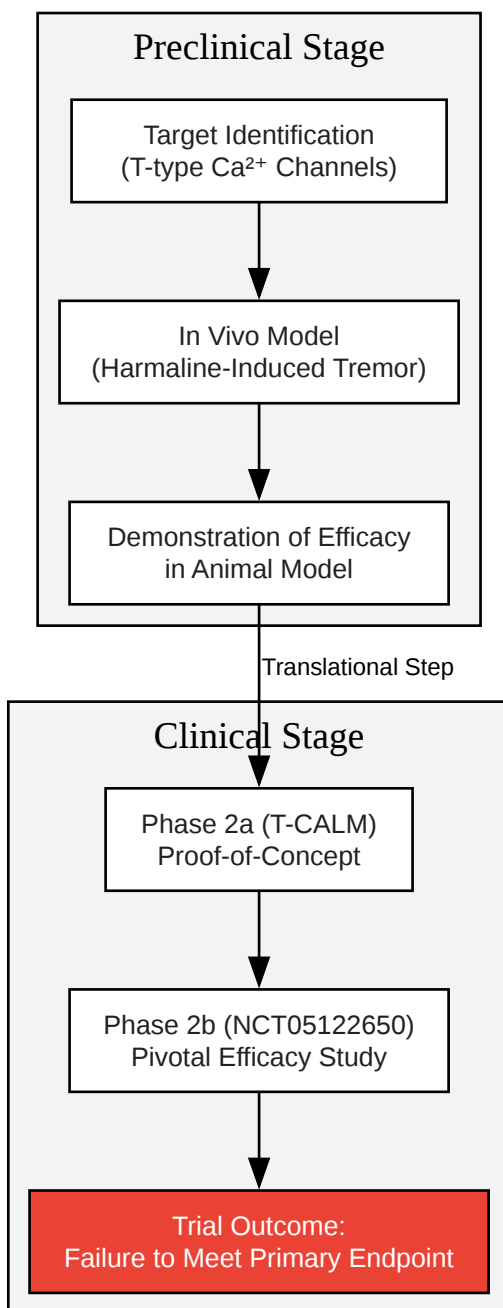 Preclinical Stage
Target Identification
(T-type Ca²⁺ Channels)
In Vivo Model
(Harmaline-Induced Tremor)
Demonstration of Efficacy
in Animal Model
Translational Step
Clinical Stage
Phase 2a (T-CALM)
Proof-of-Concept
Phase 2b (NCT05122650)
Pivotal Efficacy Study
Trial Outcome:
Failure to Meet Primary Endpoint